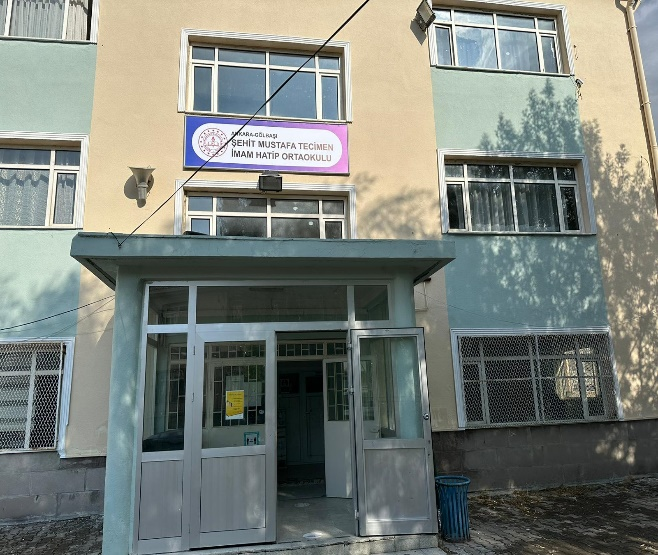 ANKARA-GÖLBAŞI
ŞEHİT MUSTAFA TECİMEN
İMAM HATİP ORTAOKULU